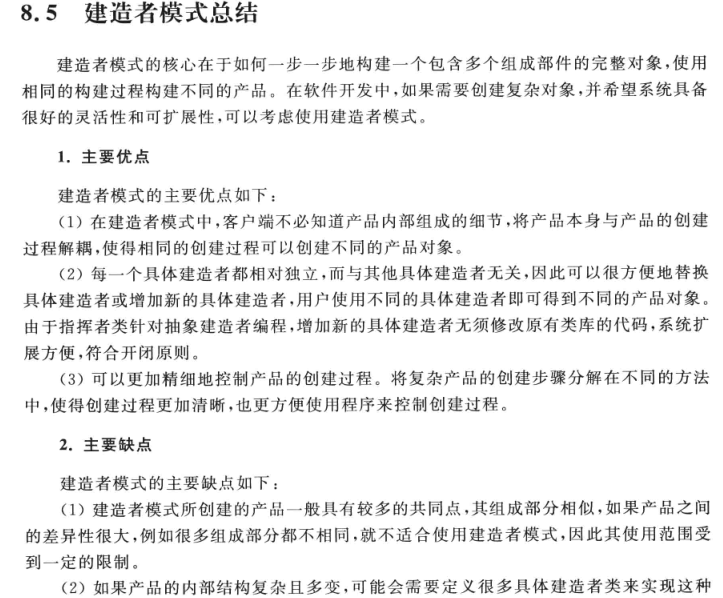 8.5 建造者模式总结
建造者模式的核心在于如何一步一步地构建一个包含多个组成部件的完整对象,使用
相同的构建过程构建不同的产品。在软件开发中,如果需要创建复杂对象,并希望系统具备
很好的灵活性和可扩展性,可以考虑使用建造者模式。
1. 主要优点
建造者模式的主要优点如下:
(1) 在建造者模式中,客户端不必知道产品内部组成的细节,将产品本身与产品的创建
过程解耦,使得相同的创建过程可以创建不同的产品对象。
(2) 每一个具体建造者都相对独立,而与其他具体建造者无关,因此可以很方便地替换
具体建造者或增加新的具体建造者,用户使用不同的具体建造者即可得到不同的产品对象。
由于指挥者类针对抽象建造者编程,增加新的具体建造者无须修改原有类库的代码,系统扩
展方便,符合开闭原则。
(3) 可以更加精细地控制产品的创建过程。将复杂产品的创建步骤分解在不同的方法
中,使得创建过程更加清晰,也更方便使用程序来控制创建过程。
2. 主要缺点
建造者模式的主要缺点如下:
(1) 建造者模式所创建的产品一般具有较多的共同点,其组成部分相似,如果产品之间
的差异性很大,例如很多组成部分都不相同,就不适合使用建造者模式,因此其使用范围受
到一定的限制。
(2) 如果产品的内部结构复杂且多变,可能会需要定义很多具体建造者类来实现这种